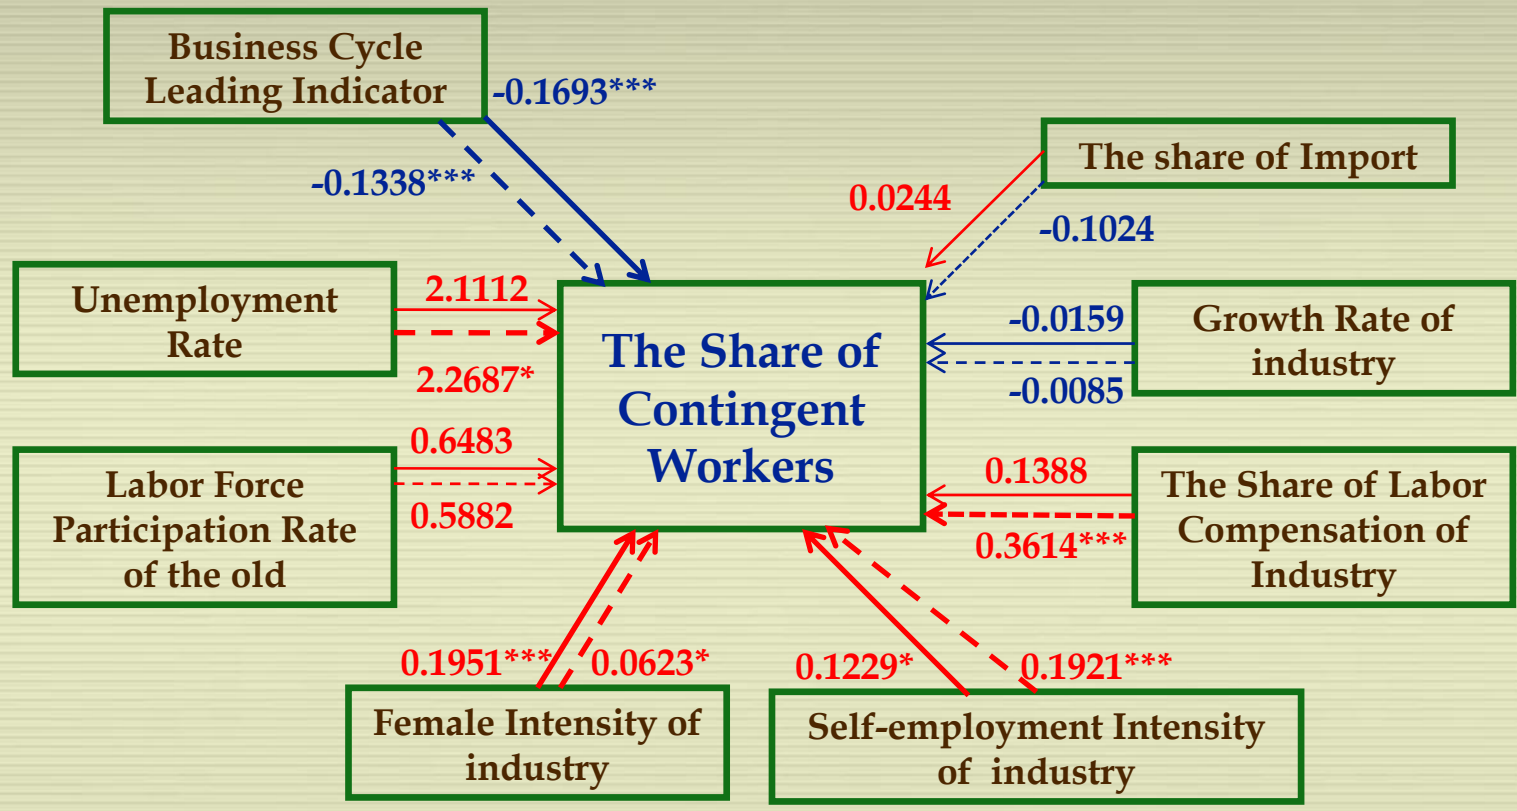 Business Cycle
Leading Indicator
-0.1693***
-0.1338***
The share of Import
0.0244
-0.1024
Unemployment
Rate
2.1112
2.2687*
The Share of
Contingent
Workers
-0.0159
-0.0085
Growth Rate of
industry
Labor Force
Participation Rate
of the old
0.6483
0.5882
0.1388
0.3614***
The Share of Labor
Compensation of
Industry
0.1951***
0.0623*
0.1229*
0.1921***
Female Intensity of
industry
Self-employment Intensity
of industry